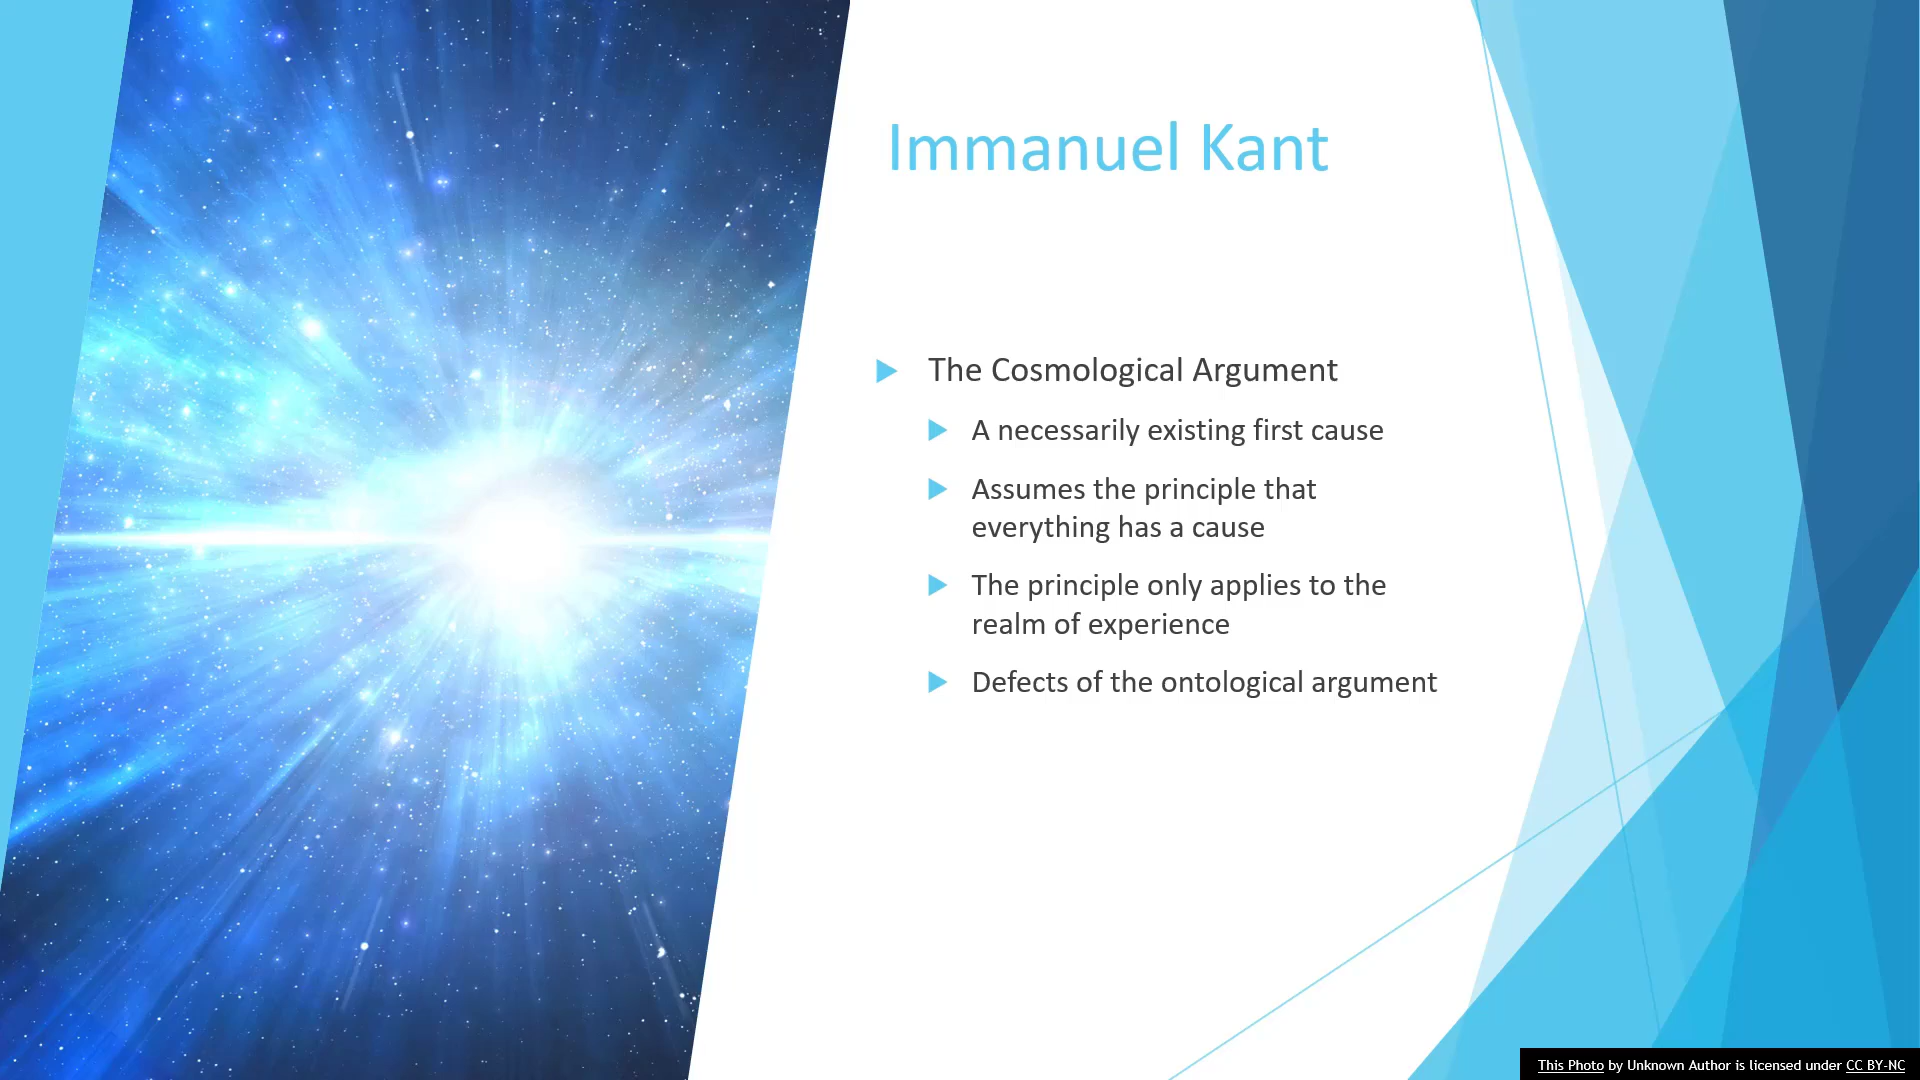 Immanuel Kant
The Cosmological Argument
A necessarily existing first cause
Assumes the principle that
everything has a cause
The principle only applies to the
realm of experience
Defects of the ontological argument
This Photo by Unknown Author is licensed under CC BY-NC